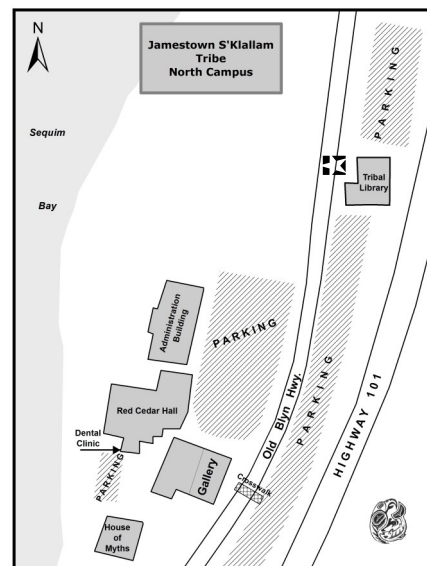 N
Jamestown S'Klallam
Tribe
North Campus
PARKING
Sequim
Bay
Tribal
Library
Administration
Building
PARKING
PARKING
Old Blyn Hwy.
HIGHWAY 101
Red Cedar Hall
Dental
Clinic
PARKING
Gallery
Crosswalk
House
of
Myths